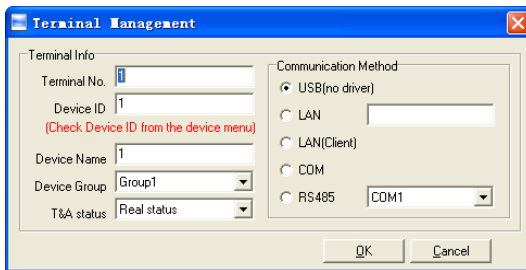 Terminal Management
Terminal Info
Terminal No. 1
Device ID 1
(Check Device ID from the device menu)
Device Name 1
Device Group Group1
T&A status Real status
Communication Method
USB(no driver)
LAN
LAN(Client)
COM
RS485 COM1
OK Cancel